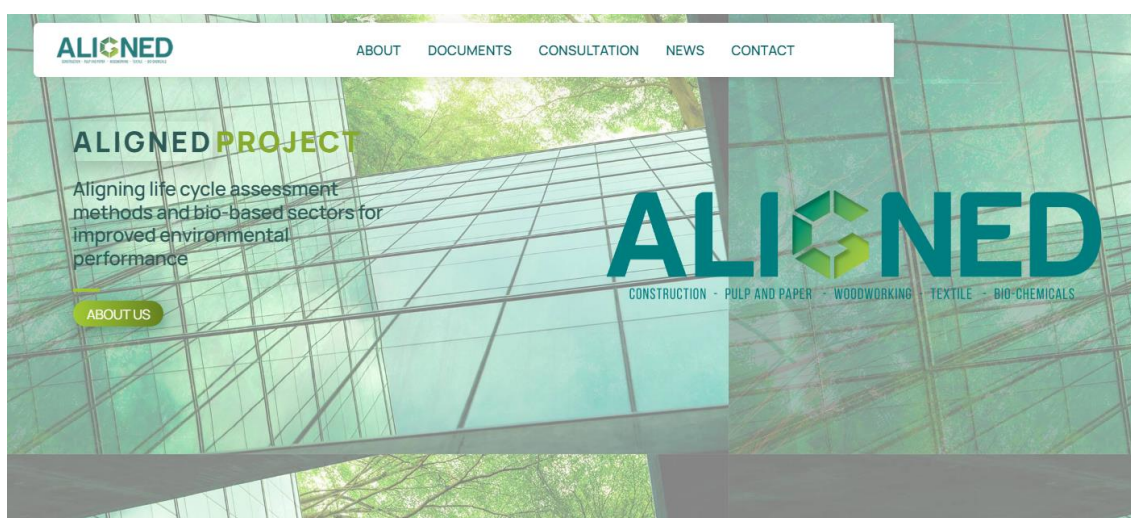 ALIGNED
ABOUT DOCUMENTS CONSULTATION NEWS CONTACT
ALIGNED PROJECT
Aligning life cycle assessment
methods and bio-based sectors for
improved environmental
performance
ABOUT US
ALIGNED
CONSTRUCTION - PULP AND PAPER - WOODWORKING - TEXTILE - BIO-CHEMICALS